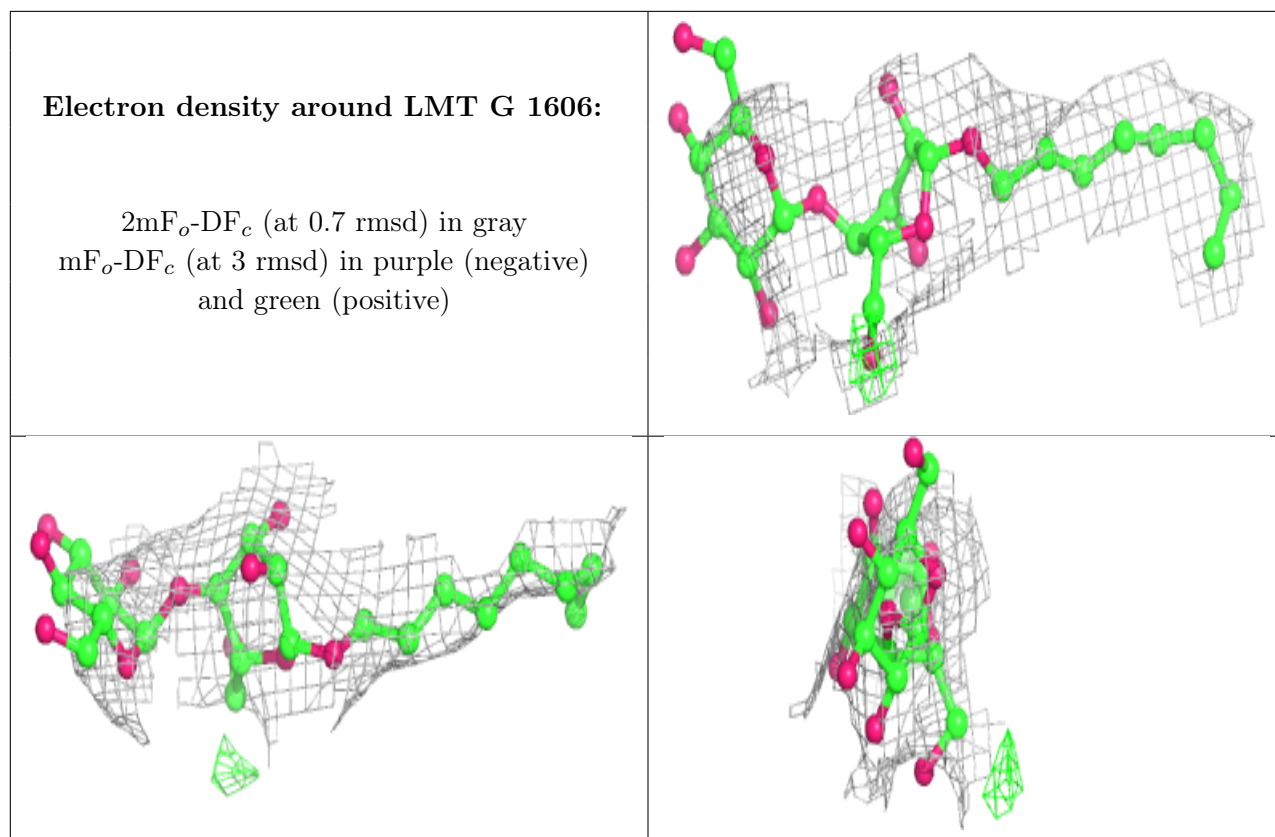 Electron density around LMT G 1606:
2mFo-DFc (at 0.7 rmsd) in gray
mFo-DFc (at 3 rmsd) in purple (negative)
and green (positive)